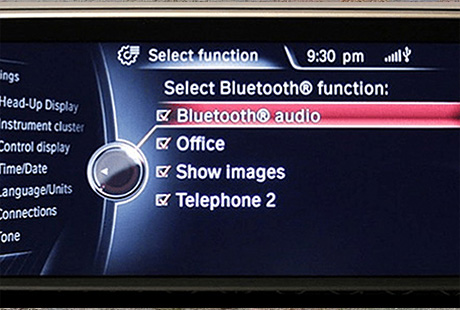 Select function 9:30 pm
Select Bluetooth® function:
Bluetooth® audio
Office
Show images
Telephone 2
ngs
Head-Up Display
Instrument cluster
Control display
Time/Date
Language/Units
Connections
Tone